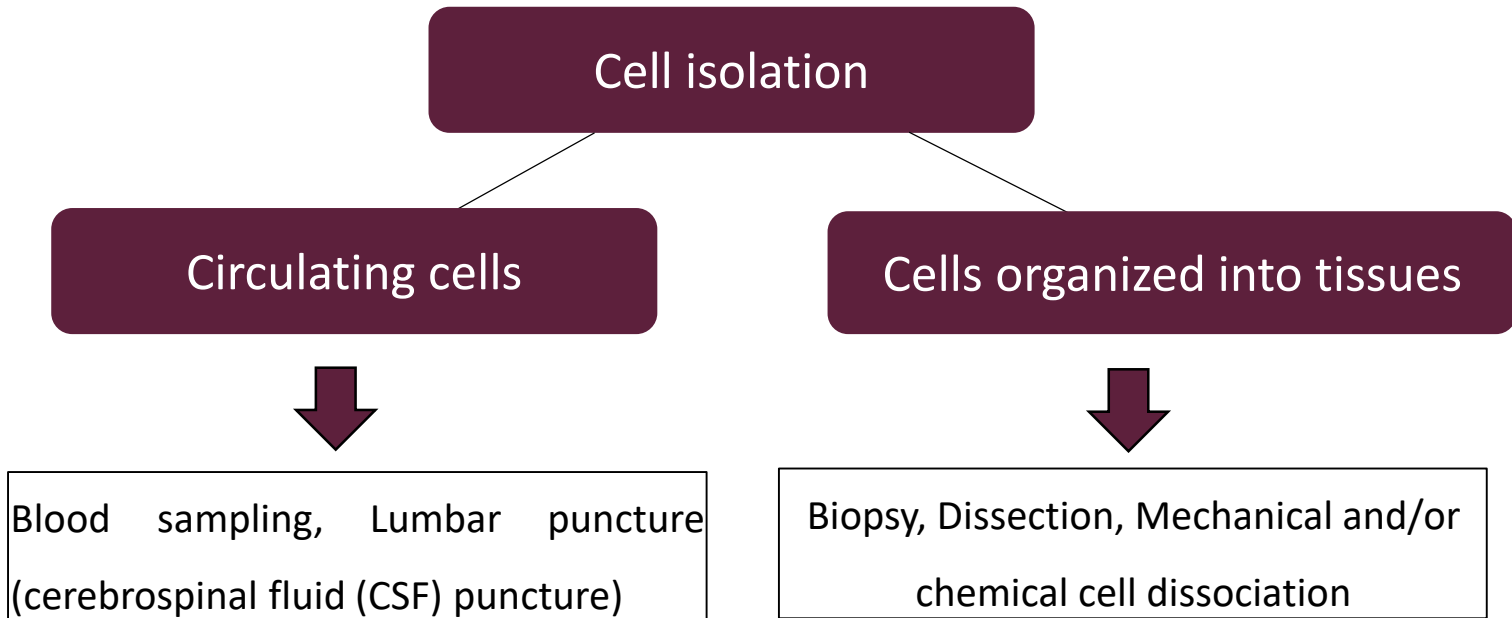 Cell isolation
Circulating cells
Cells organized into tissues
Blood sampling, Lumbar puncture
(cerebrospinal fluid (CSF) puncture)
Biopsy, Dissection, Mechanical and/or
chemical cell dissociation